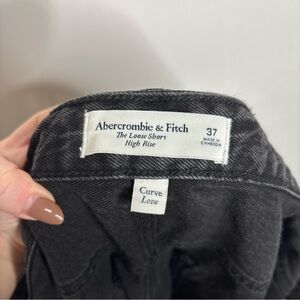 Abercrombie & Fitch
The Loose Short
High Rise
37
MADE IN
CAMBODIA
Curve
Love